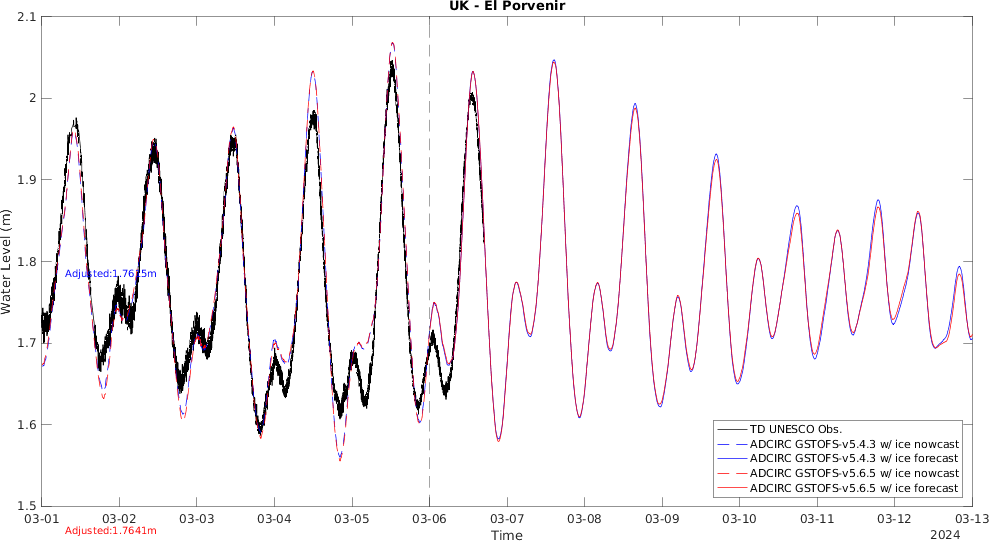 UK - El Porvenir
2.1
2
1.9
1.8
1.7
1.6
1.5
Water Level (m)
Adjusted:1.7615m
TD UNESCO Obs.
ADCIRC GSTOFS-v5.4.3 w/ ice nowcast
ADCIRC GSTOFS-v5.4.3 w/ ice forecast
ADCIRC GSTOFS-v5.6.5 w/ ice nowcast
ADCIRC GSTOFS-v5.6.5 w/ ice forecast
03-01 03-02 03-03 03-04 03-05 03-06 03-07 03-08 03-09 03-10 03-11 03-12 03-13
Adjusted:1.7641m
Time
2024